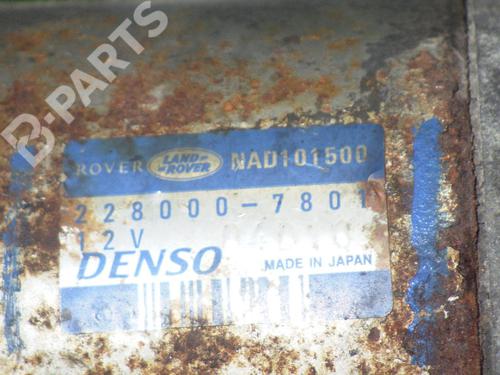 B-PARTS
ROVER LAND ROVER NAD101500
228000-7801
12V
DENSO MADE IN JAPAN